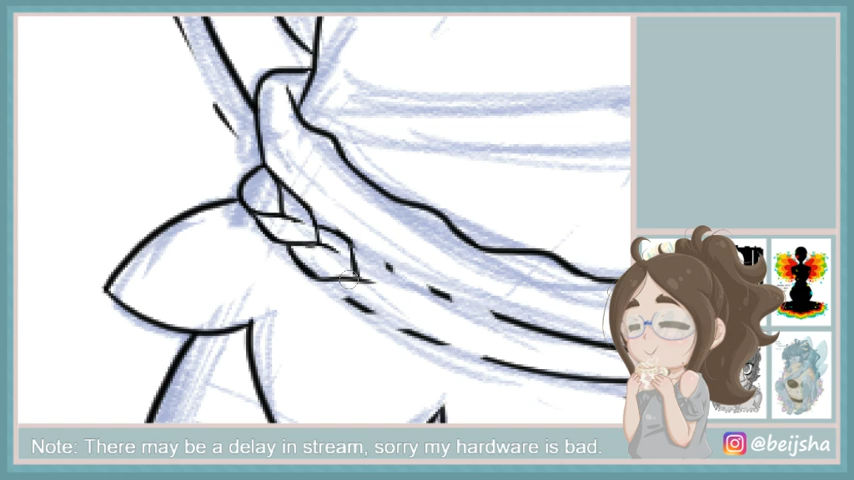 Note: There may be a delay in stream, sorry my hardware is bad.
@beijsha